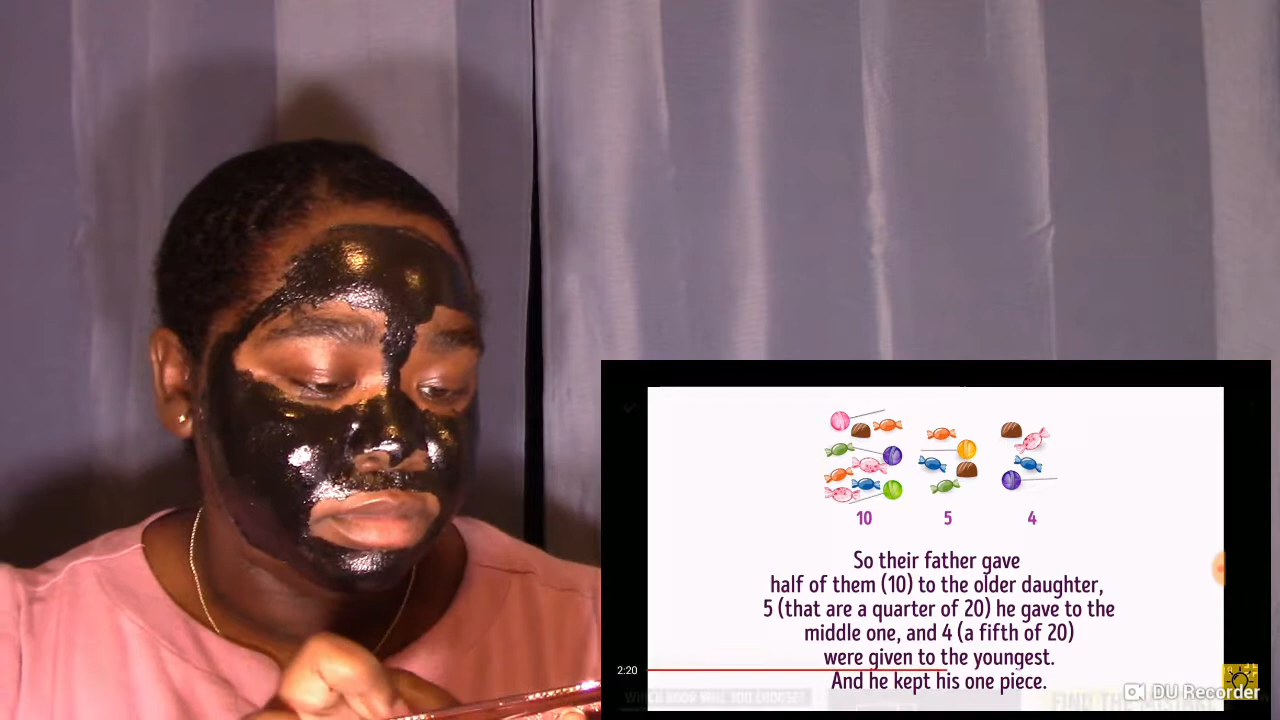 10 5 4
So their father gave
half of them (10) to the older daughter,
5 (that are a quarter of 20) he gave to the
middle one, and 4 (a fifth of 20)
were given to the youngest.
And he kept his one piece.
2:20
DU Recorder